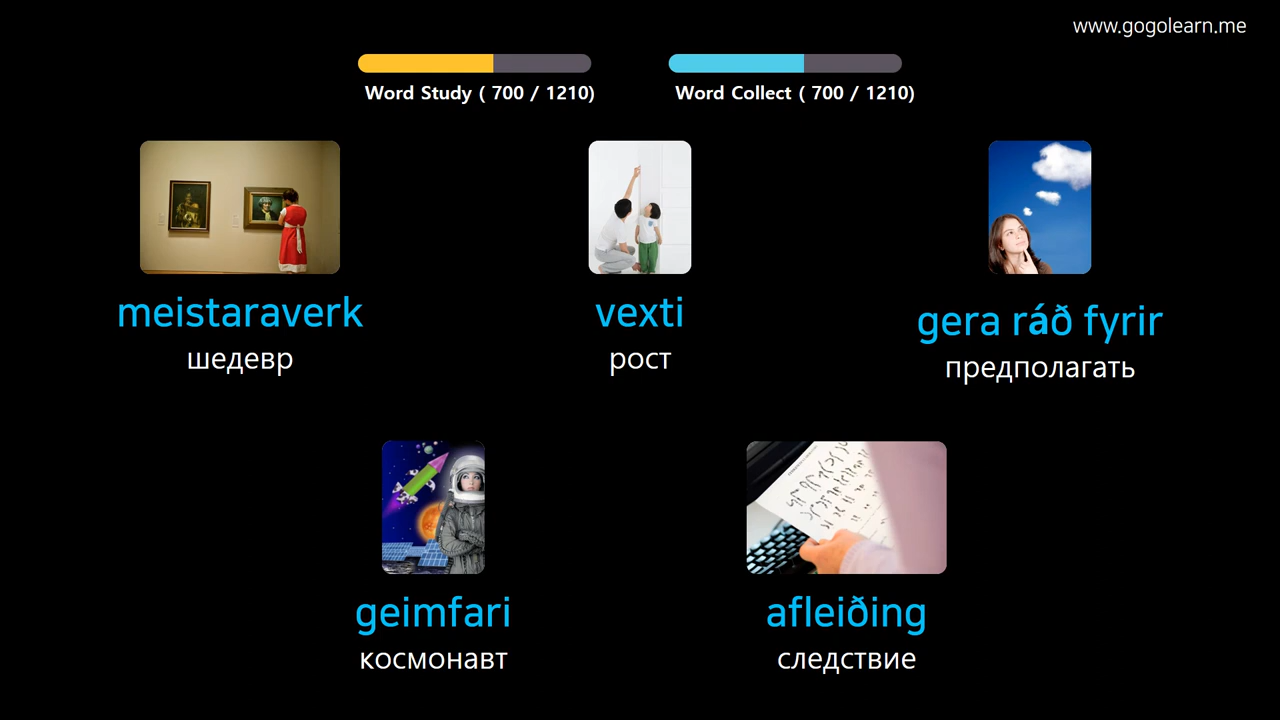 www.gogolearn.me
Word Study ( 700 / 1210)
Word Collect ( 700 / 1210)
meistaraverk
шедевр
vexti
рост
gera ráð fyrir
предполагать
geimfari
космонавт
afleiðing
следствие